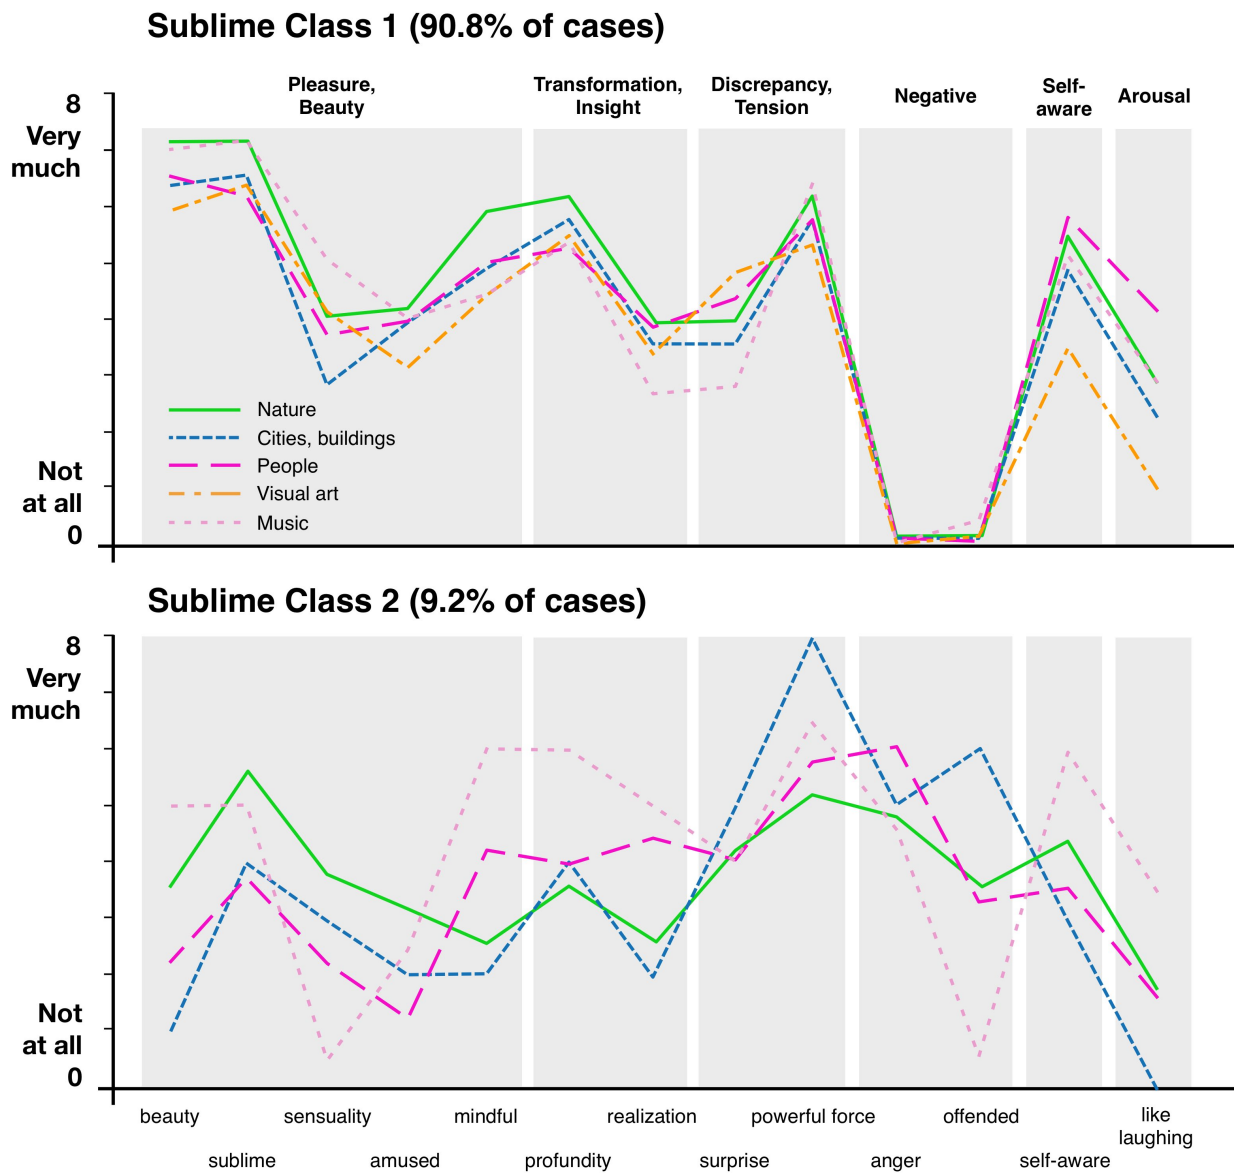 Sublime Class 1 (90.8% of cases)
Pleasure,
Beauty
Transformation,
Insight
Discrepancy,
Tension
Negative
Self-
aware
Arousal
8
Very
much
Not
at all
0
Nature
Cities, buildings
People
Visual art
Music
Sublime Class 2 (9.2% of cases)
8
Very
much
Not
at all
0
beauty
sensuality
mindful
realization
powerful force
offended
like
laughing
sublime
amused
profundity
surprise
anger
self-aware